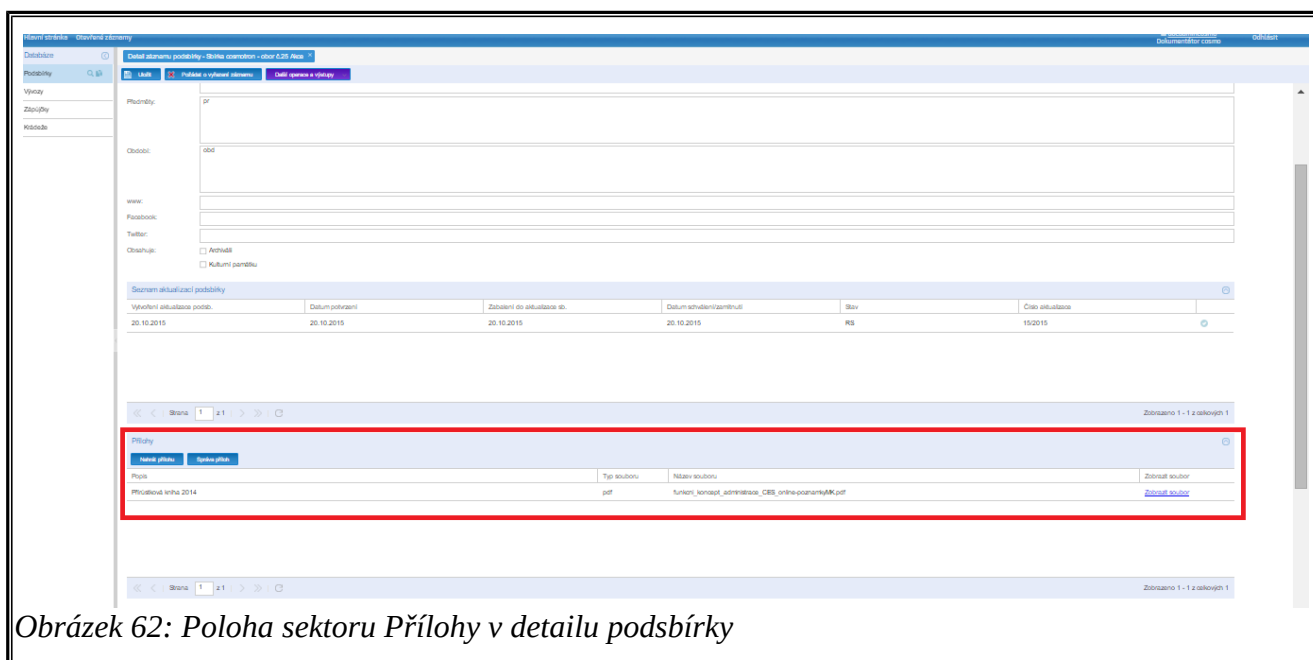 Hlavní stránka Otevřené záznamy
Dokumentátor cosmo
Odhlásit
Databáze
Podsbírky
Vývozy
Zápůjčky
Krádeže
Detail záznamu podsbírky - Sbírka cosmotron - obor č.25 Akce
Uložit Požádat o vyřazení záznamu Další operace a výstupy
Předměty: pr
Období: obd
www:
Facebook:
Twitter:
Obsahuje: Archiválii
Kulturní památku
Seznam aktualizací podsbírky
Vytvoření aktualizace podsb. Datum potvrzení Zabalení do aktualizace sb. Datum schválení/zamítnutí Stav Číslo aktualizace
20.10.2015 20.10.2015 20.10.2015 20.10.2015 RS 15/2015
Strana 1 z 1 Zobrazeno 1 - 1 z celkových 1
Přílohy
Nahrát přílohu Správa příloh
Popis Typ souboru Název souboru Zobrazit soubor
Přírůstková kniha 2014 pdf funkcni_koncept_administrace_CES_online-poznamkyMK.pdf Zobrazit soubor
Strana 1 z 1 Zobrazeno 1 - 1 z celkových 1
Obrázek 62: Poloha sektoru Přílohy v detailu podsbírky